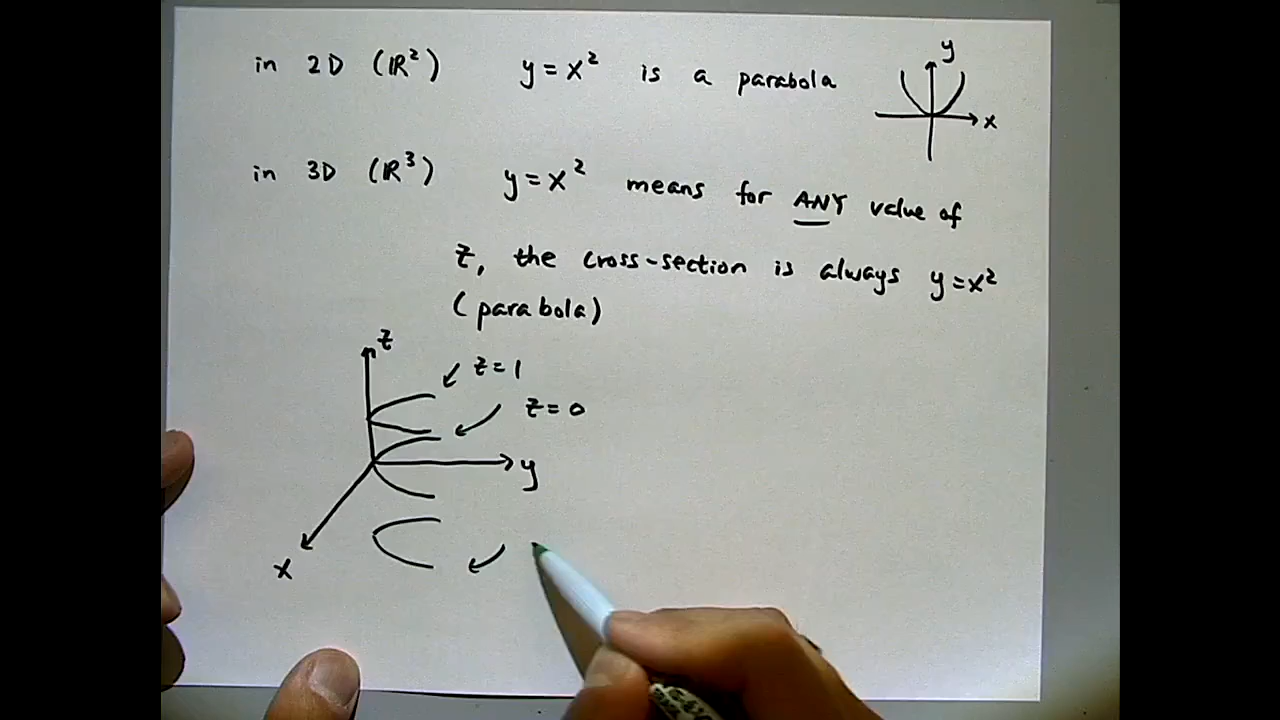 in 2D (ℝ²) y = x² is a parabola
y
x
in 3D (ℝ³) y = x² means for ANY value of
z, the cross-section is always y = x²
(parabola)
z
z = 1
z = 0
y
x